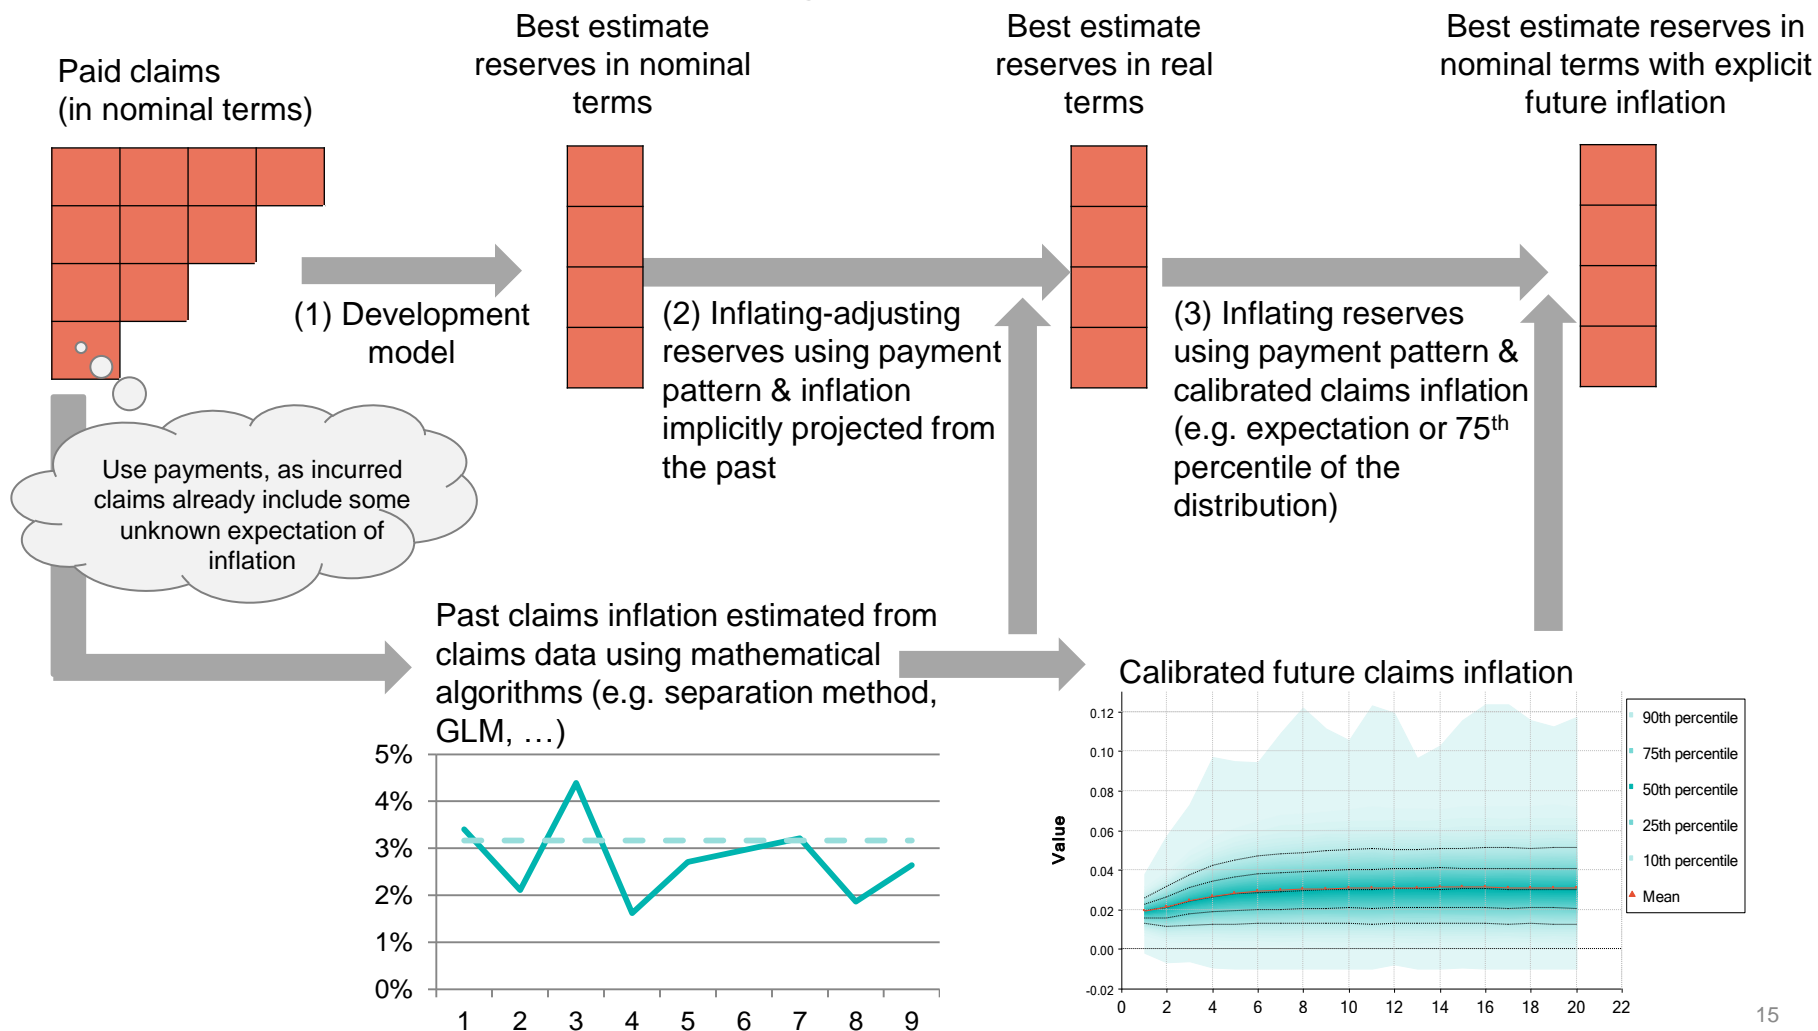 Paid claims
(in nominal terms)
Best estimate
reserves in nominal
terms
Best estimate
reserves in real
terms
Best estimate reserves in
nominal terms with explicit
future inflation
(1) Development
model
(2) Inflating-adjusting
reserves using payment
pattern & inflation
implicitly projected from
the past
(3) Inflating reserves
using payment pattern &
calibrated claims inflation
(e.g. expectation or 75th
percentile of the
distribution)
Use payments, as incurred
claims already include some
unknown expectation of
inflation
Past claims inflation estimated from
claims data using mathematical
algorithms (e.g. separation method,
GLM, …)
5%
4%
3%
2%
1%
0%
1 2 3 4 5 6 7 8 9
Calibrated future claims inflation
Value
0.12
0.10
0.08
0.06
0.04
0.02
0.00
-0.02
0 2 4 6 8 10 12 14 16 18 20 22
90th percentile
75th percentile
50th percentile
25th percentile
10th percentile
Mean
15